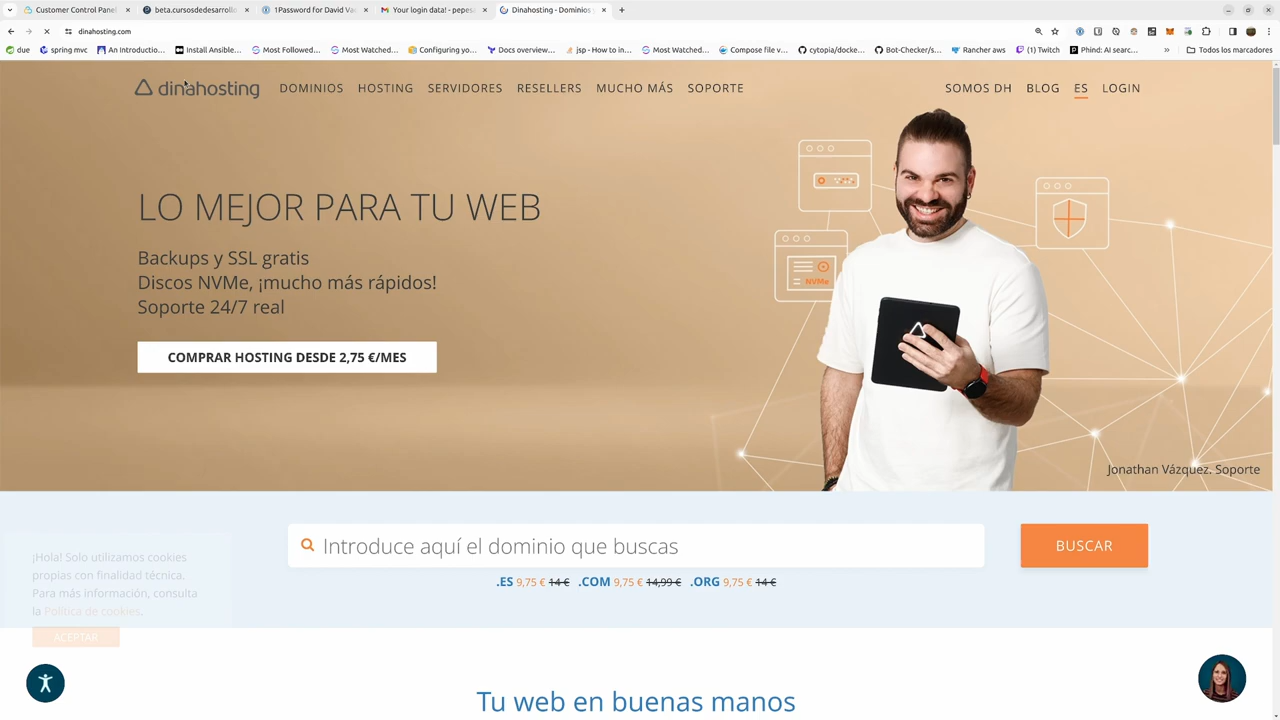 Customer Control Panel
beta.cursosdedesarroll
1Password For David Va
Your login data! - pepes
Dinahosting - Dominios y
dinahosting.com
due
spring mvc
An Introductio...
Install Ansible...
Most Followed...
Most Watched...
Configuring yo...
Docs overview...
jsp - How to in...
Most Watched...
Compose file v...
cytopia/docke...
Bot-Checker/s...
Rancher aws
(1) Twitch
Phind: AI searc...
»
Todos los marcadores
dinahosting
DOMINIOS
HOSTING
SERVIDORES
RESELLERS
MUCHO MÁS
SOPORTE
SOMOS DH
BLOG
ES
LOGIN
LO MEJOR PARA TU WEB
Backups y SSL gratis
Discos NVMe, ¡mucho más rápidos!
Soporte 24/7 real
COMPRAR HOSTING DESDE 2,75 €/MES
NVMe
Jonathan Vázquez. Soporte
Introduce aquí el dominio que buscas
BUSCAR
.ES 9,75 € 14 € .COM 9,75 € 14,99 € .ORG 9,75 € 14 €
¡Hola! Solo utilizamos cookies
propias con finalidad técnica.
Para más información, consulta
la Política de cookies.
ACEPTAR
Tu web en buenas manos